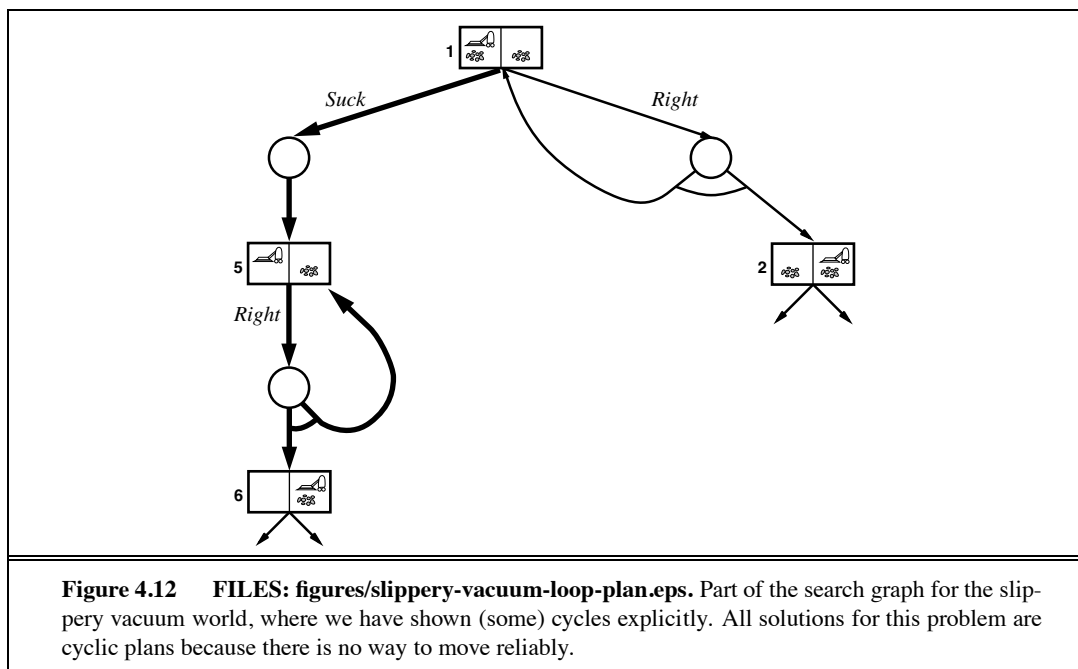 1
Suck
Right
5
2
Right
6
Figure 4.12 FILES: figures/slippery-vacuum-loop-plan.eps. Part of the search graph for the slip-
pery vacuum world, where we have shown (some) cycles explicitly. All solutions for this problem are
cyclic plans because there is no way to move reliably.